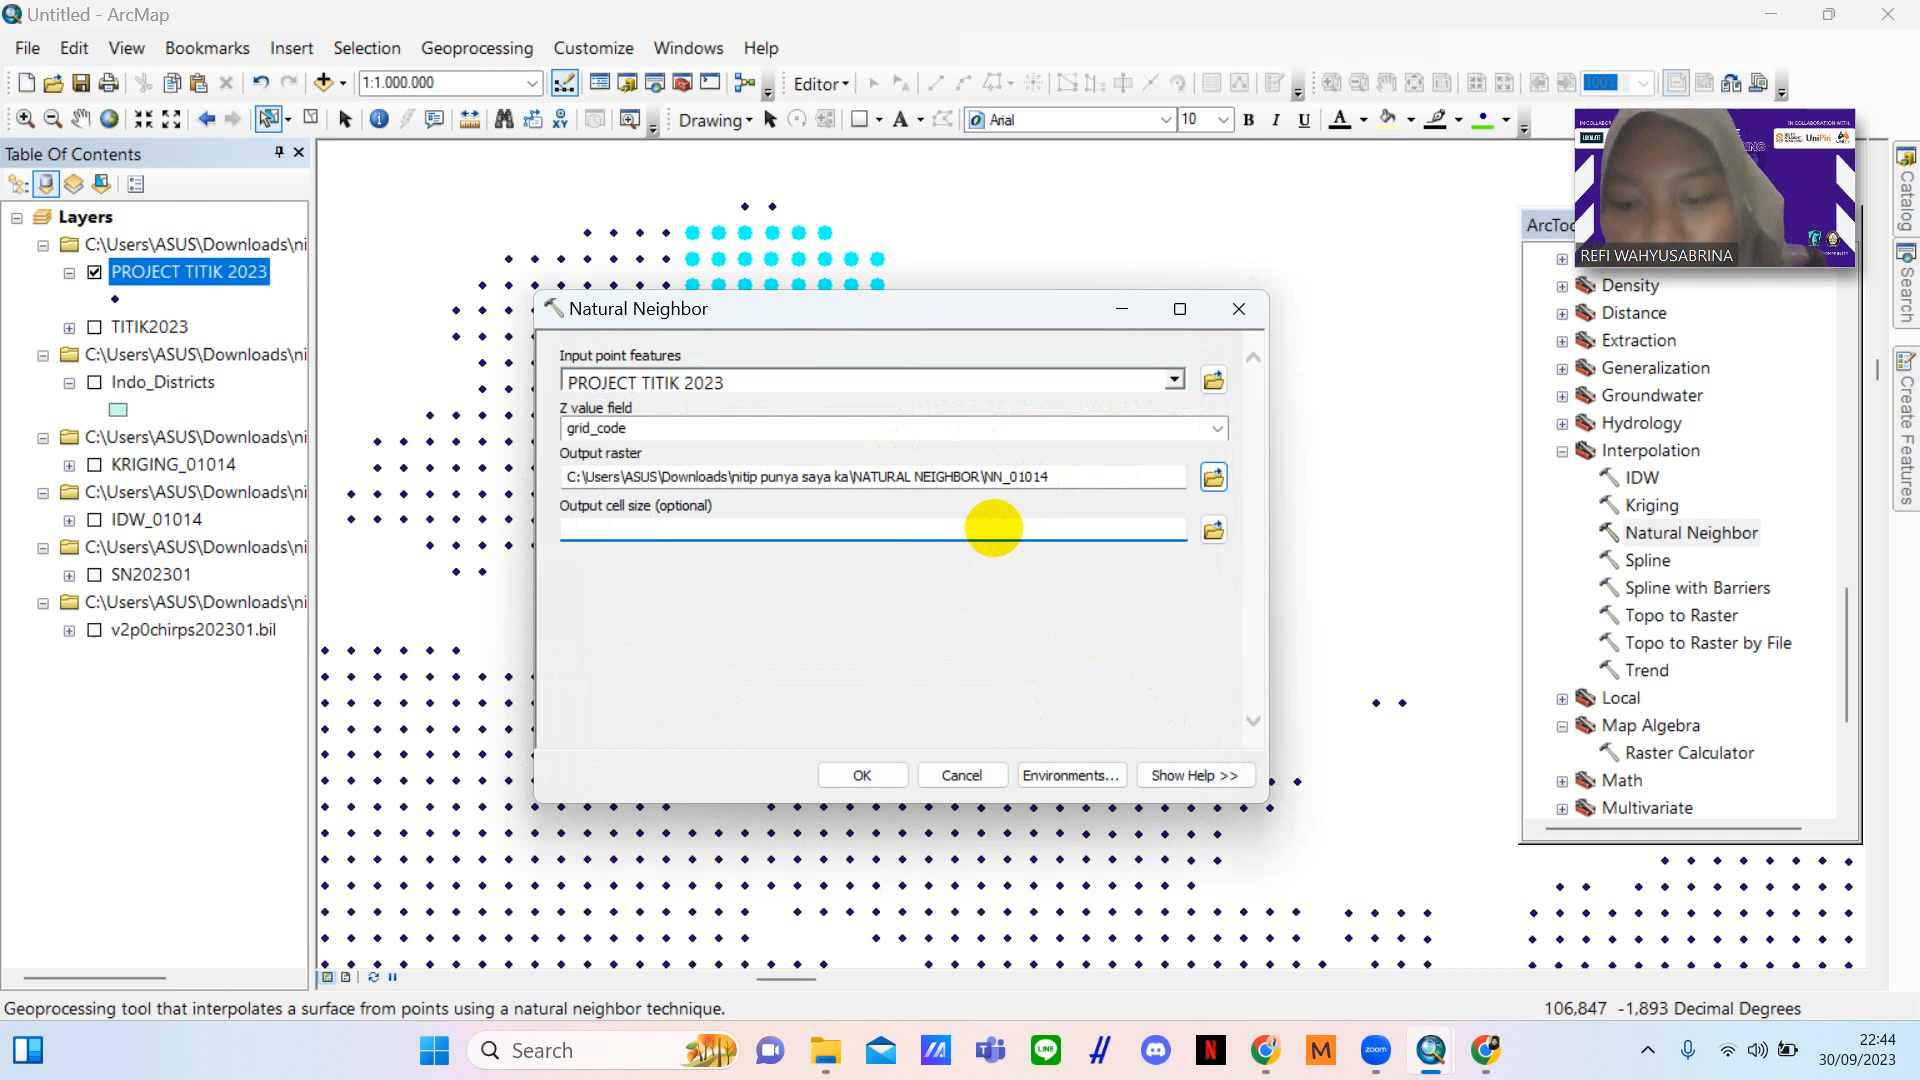 Untitled - ArcMap
File Edit View Bookmarks Insert Selection Geoprocessing Customize Windows Help
1:1.000.000
Editor
100%
Drawing
Arial
10
B I U A
Table Of Contents
Layers
C:\Users\ASUS\Downloads\ni
PROJECT TITIK 2023
TITIK2023
C:\Users\ASUS\Downloads\ni
Indo_Districts
C:\Users\ASUS\Downloads\ni
KRIGING_01014
C:\Users\ASUS\Downloads\ni
IDW_01014
C:\Users\ASUS\Downloads\ni
SN202301
C:\Users\ASUS\Downloads\ni
v2p0chirps202301.bil
Natural Neighbor
Input point features
PROJECT TITIK 2023
Z value field
grid_code
Output raster
C:\Users\ASUS\Downloads\nitip punya saya ka\NATURAL NEIGHBOR\NN_01014
Output cell size (optional)
OK
Cancel
Environments...
Show Help >>
IN COLLABORATION WITH:
UniPin
REFI WAHYUSABRINA
ArcToo
Density
Distance
Extraction
Generalization
Groundwater
Hydrology
Interpolation
IDW
Kriging
Natural Neighbor
Spline
Spline with Barriers
Topo to Raster
Topo to Raster by File
Trend
Local
Map Algebra
Raster Calculator
Math
Multivariate
Catalog
Search
Create Features
Geoprocessing tool that interpolates a surface from points using a natural neighbor technique.
106,847 -1,893 Decimal Degrees
Search
LINE
N
M
zoom
22:44
30/09/2023